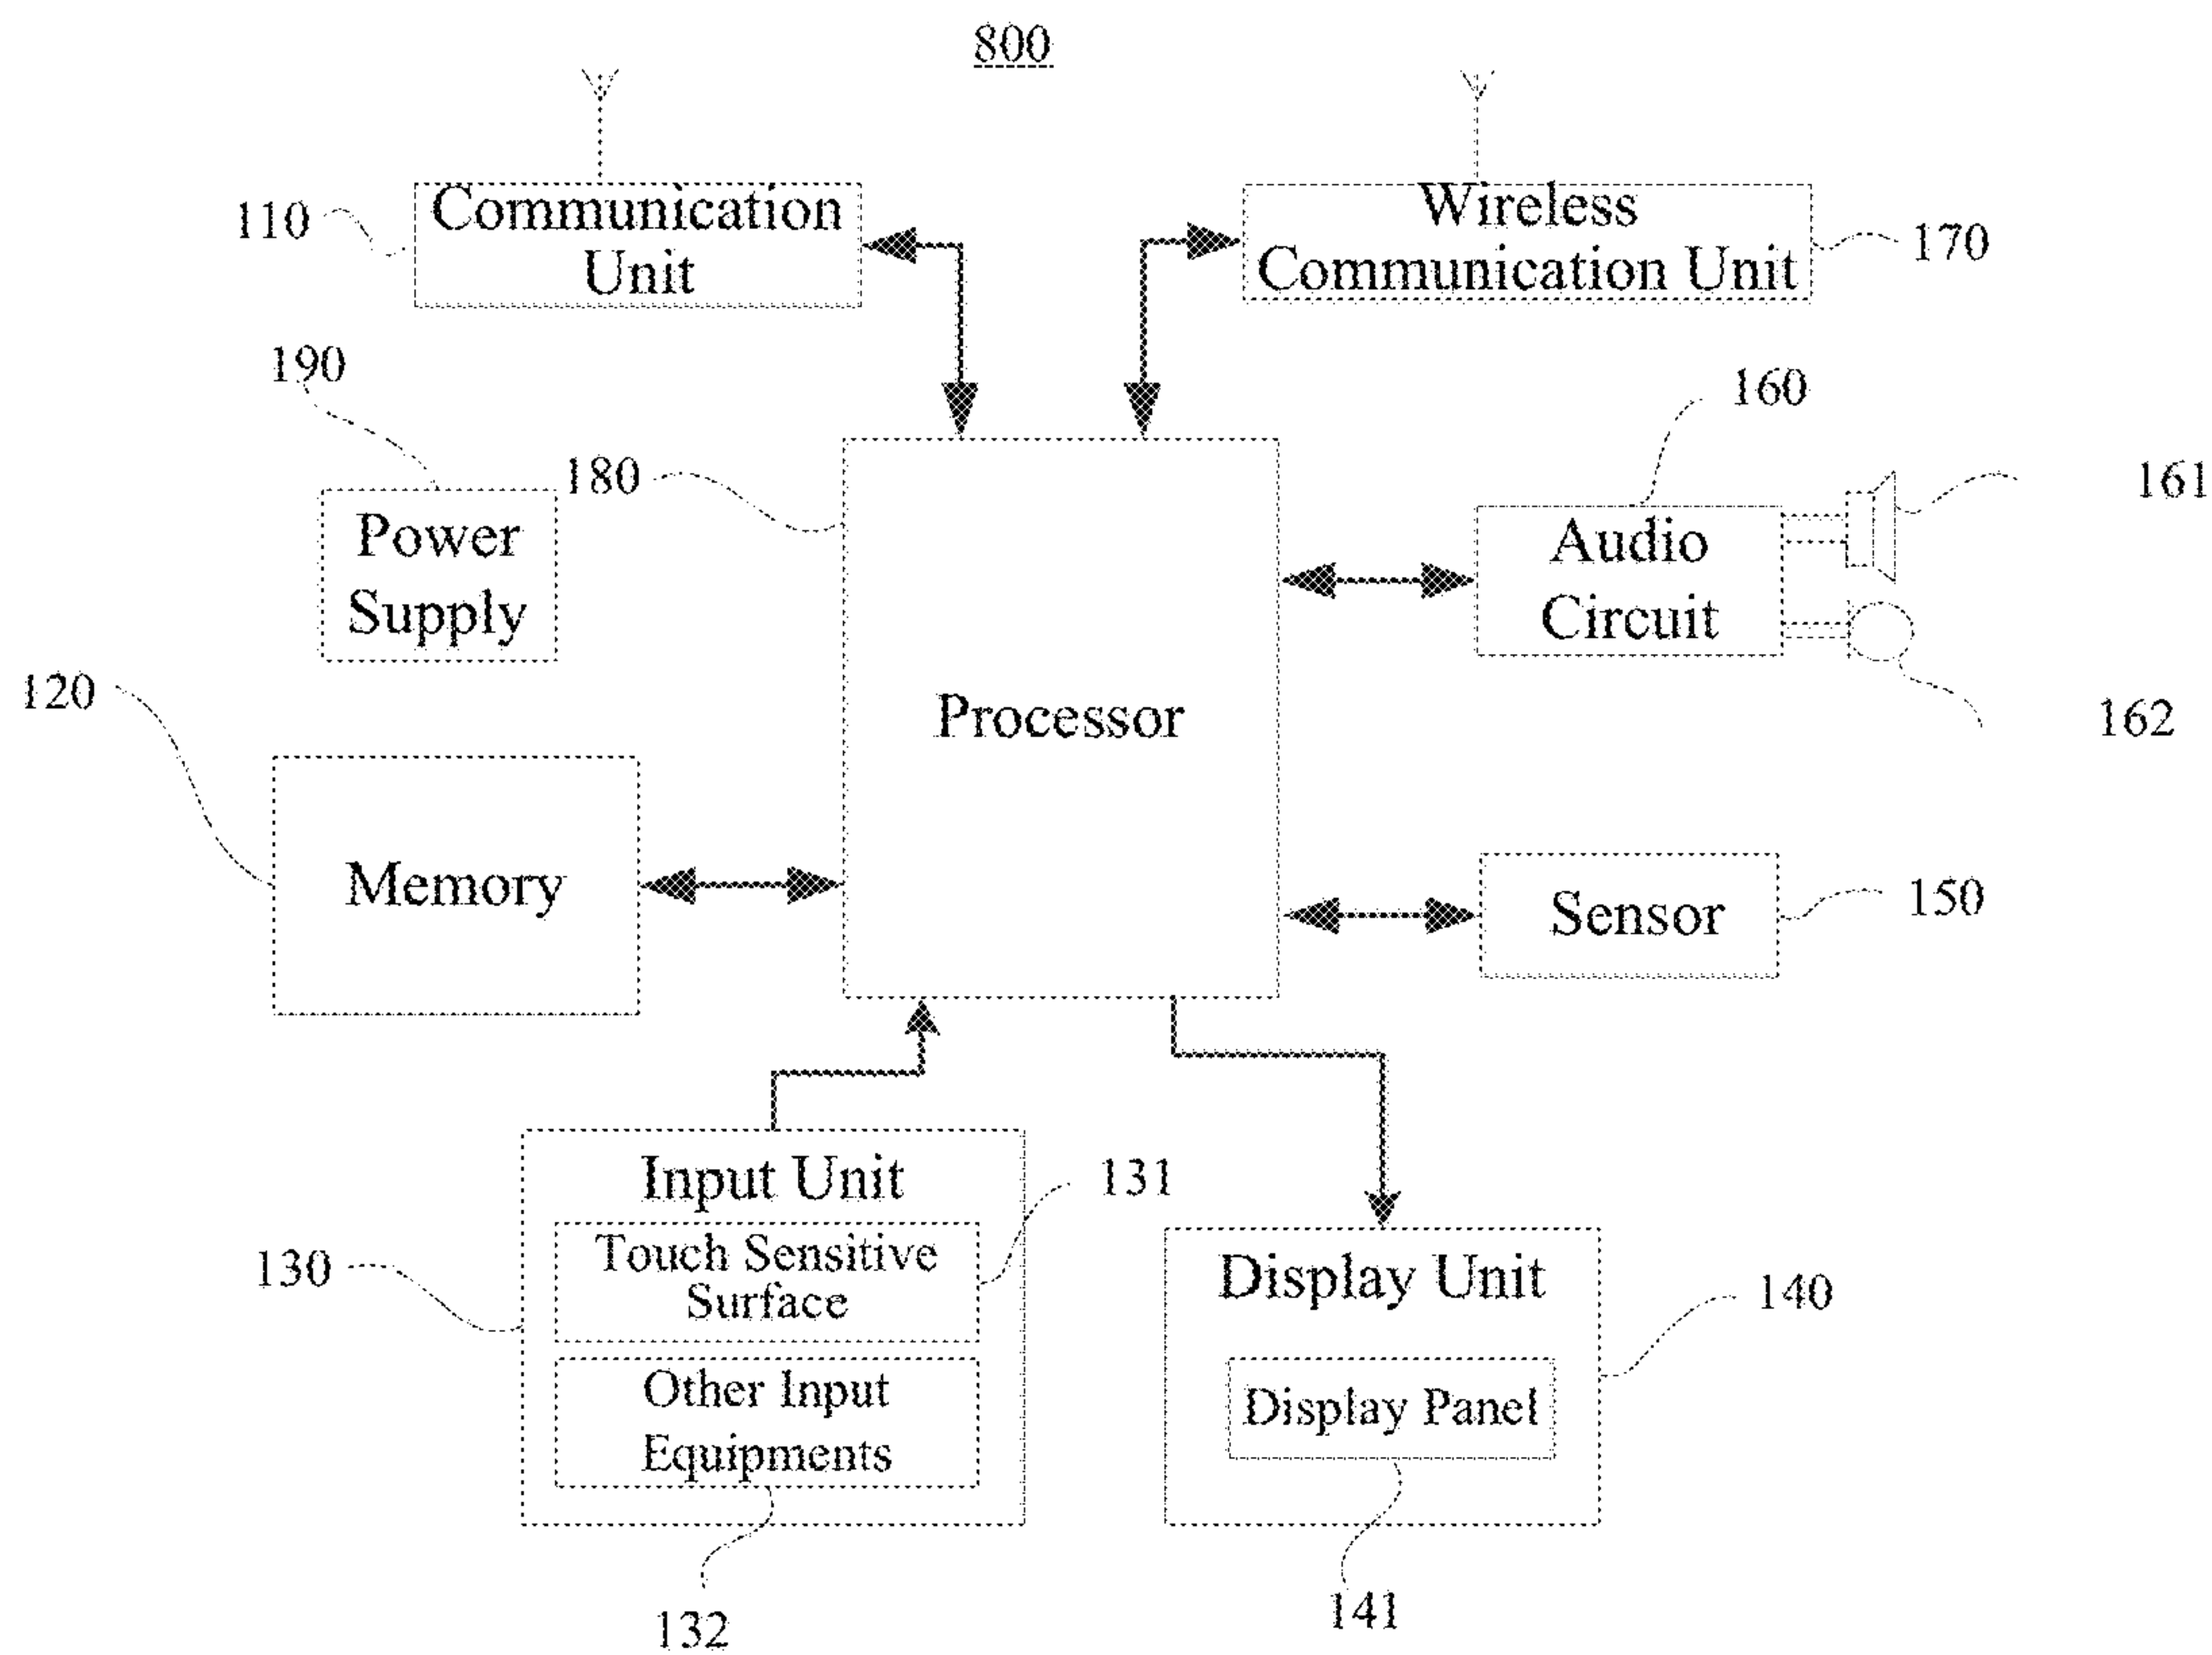 800
110
Communication
Unit
Wireless
Communication Unit
170
190
160
180
161
Power
Supply
Audio
Circuit
120
Processor
162
Memory
Sensor
150
Input Unit
131
130
Touch Sensitive
Surface
Display Unit
140
Other Input
Equipments
Display Panel
132
141